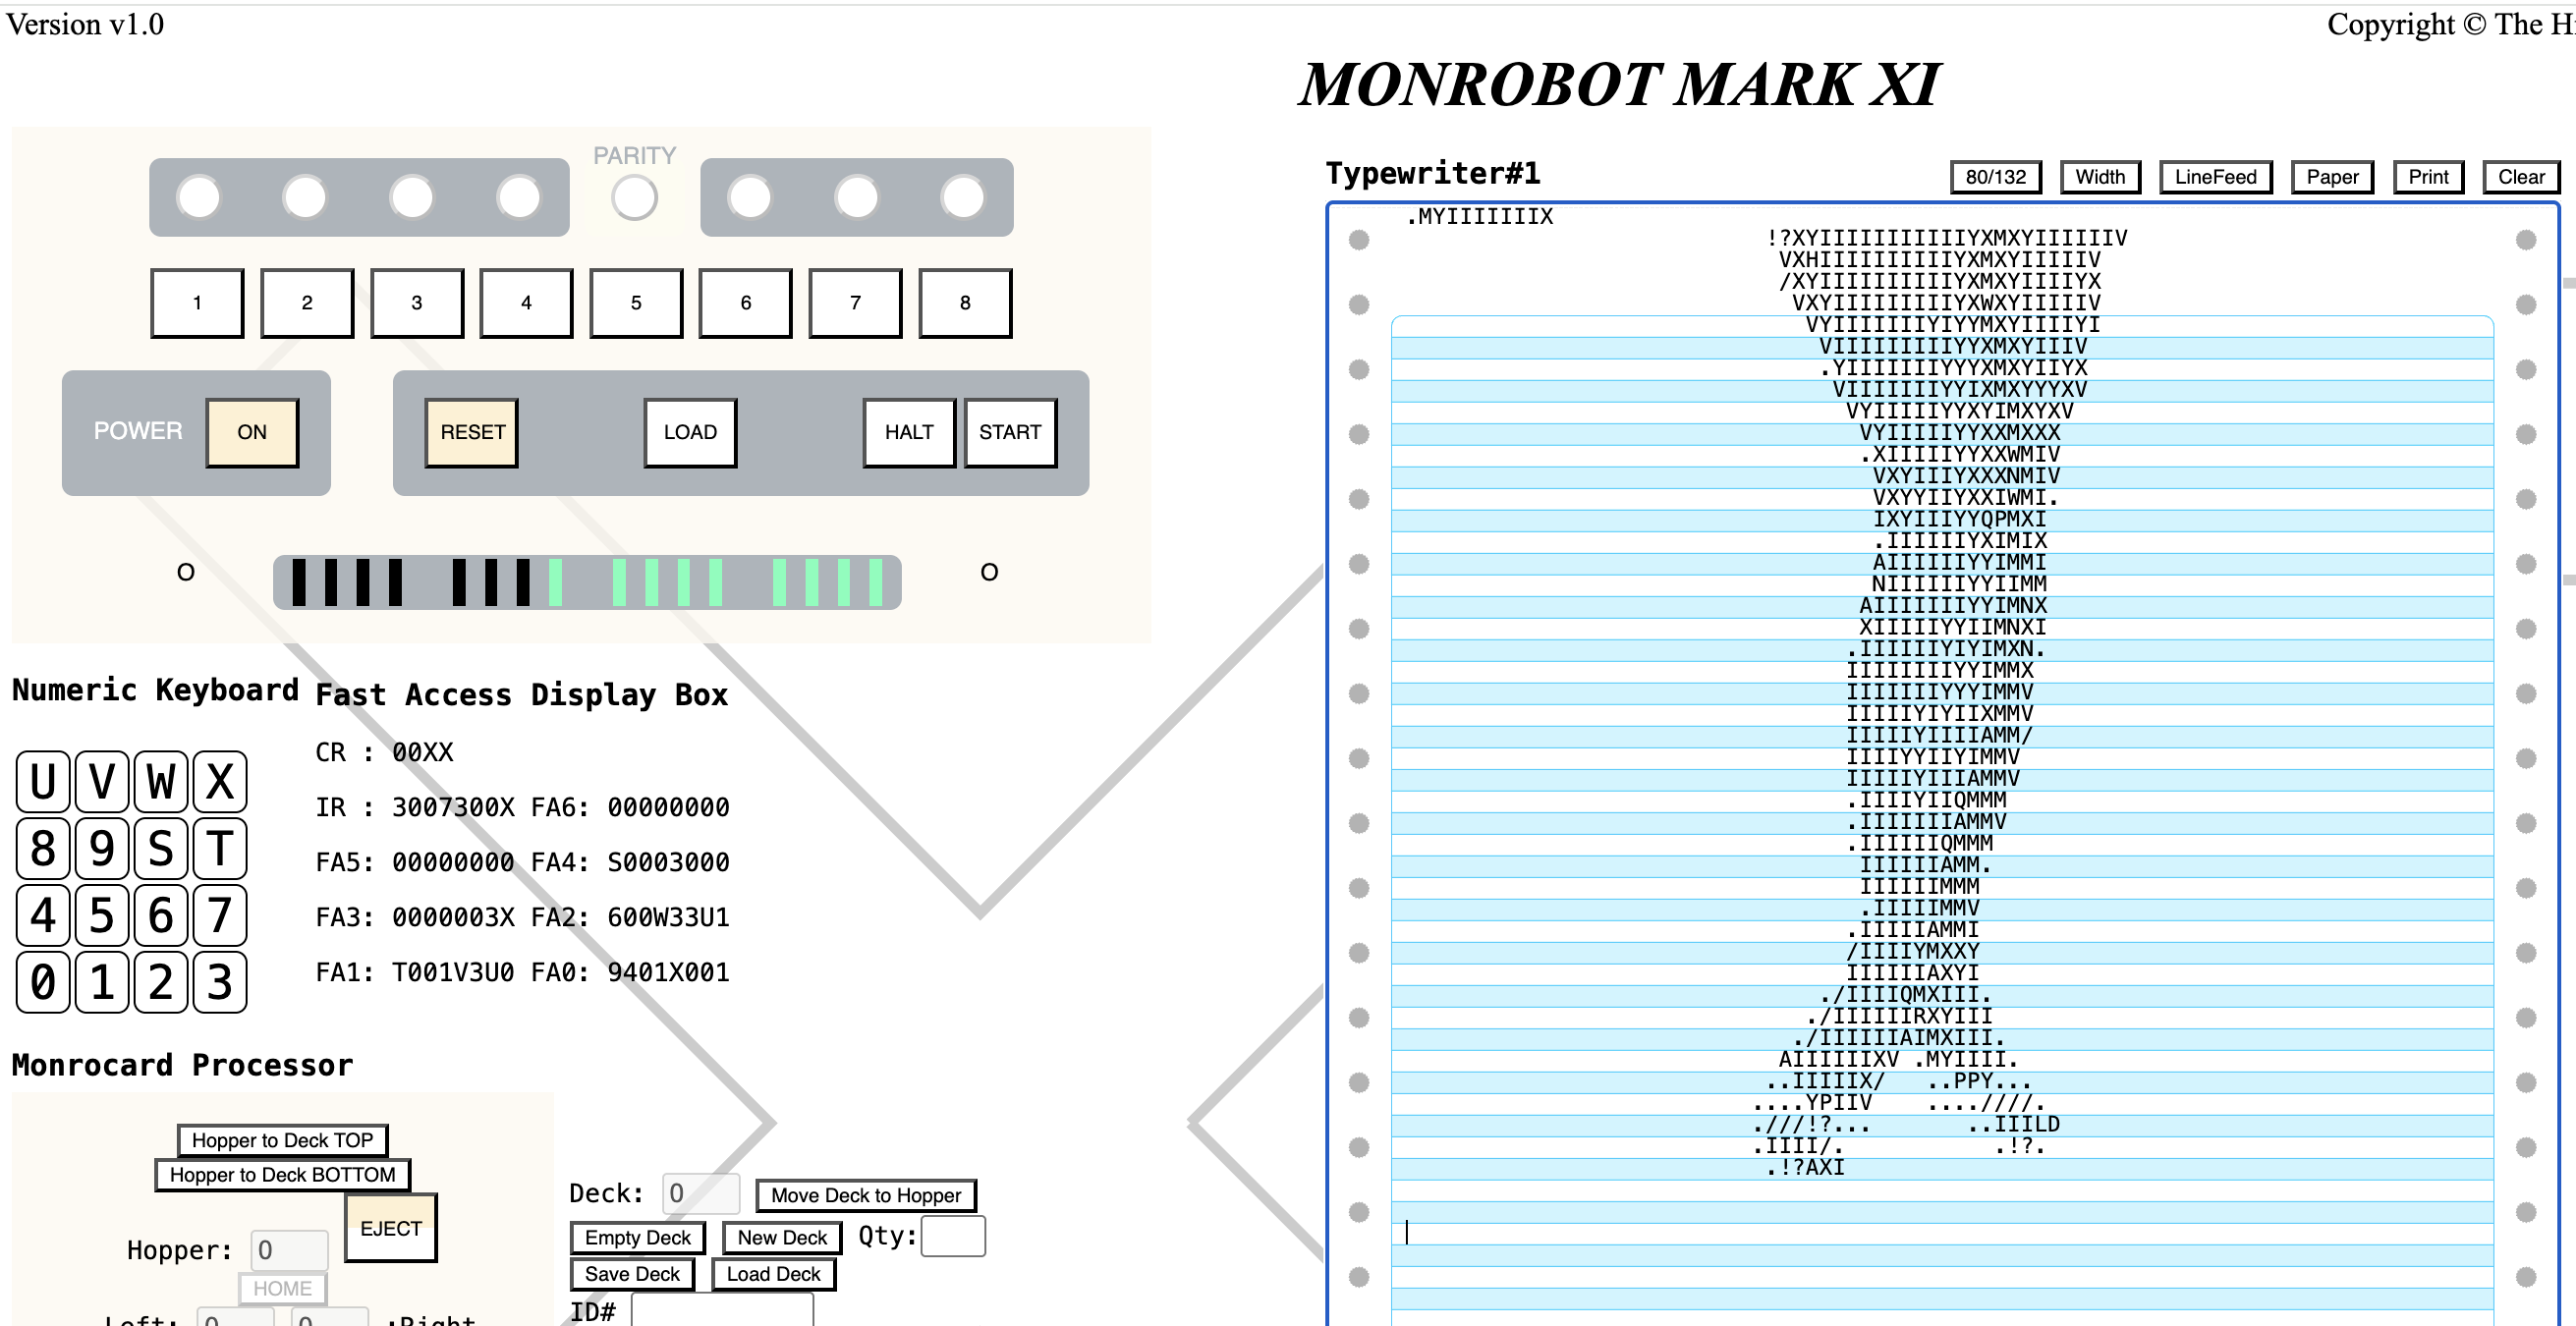 Version v1.0
Copyright © The Hi
MONROBOT MARK XI
PARITY
1 2 3 4 5 6 7 8
POWER ON RESET LOAD HALT START
O O
Numeric Keyboard
U V W X
8 9 S T
4 5 6 7
0 1 2 3
Fast Access Display Box
CR : 00XX
IR : 3007300X FA6: 00000000
FA5: 00000000 FA4: S0003000
FA3: 0000003X FA2: 600W33U1
FA1: T001V3U0 FA0: 9401X001
Monrocard Processor
Hopper to Deck TOP
Hopper to Deck BOTTOM
EJECT
Hopper: 0
HOME
Left: 0 0 :Right
Deck: 0 Move Deck to Hopper
Empty Deck New Deck Qty:
Save Deck Load Deck
ID#
Typewriter#1
80/132 Width LineFeed Paper Print Clear
.MYIIIIIIIX
!?XYIIIIIIIIIIIYXMXYIIIIIIV
VXHIIIIIIIIIIYXMXYIIIIIV
/XYIIIIIIIIIYXMXYIIIIYX
VXYIIIIIIIIIYXWXYIIIIIV
VYIIIIIIIYIYYMXYIIIIYI
VIIIIIIIIIYYXMXYIIIV
.YIIIIIIIYYYXMXYIIYX
VIIIIIIIYYIXMXYYYXV
VYIIIIIYYXYIMXYXV
VYIIIIIYYXXMXXX
.XIIIIIYYXXWMIV
VXYIIIYXXXNMIV
VXYYIIYXXIWMI.
IXYIIIYYQPMXI
.IIIIIIYXIMIX
AIIIIIIYYIMMI
NIIIIIIYYIIMM
AIIIIIIIYYIMNX
XIIIIIYYIIMNXI
.IIIIIIYIYIMXN.
IIIIIIIIYYIMMX
IIIIIIIYYYIMMV
IIIIIYIYIIXMMV
IIIIIYIIIIAMM/
IIIIYYIIYIMMV
IIIIIYIIIAMMV
.IIIIYIIQMMM
.IIIIIIIAMMV
.IIIIIIQMMM
IIIIIIAMM.
IIIIIIMMM
.IIIIIMMV
.IIIIIAMMI
/IIIIYMXXY
IIIIIIAXYI
./IIIIQMXIII.
./IIIIIIRXYIII
./IIIIIIAIMXIII.
AIIIIIIXV .MYIIII.
..IIIIIX/ ..PPY...
....YPIIV ....////.
.///!?... ..IIILD
.IIII/. .!?.
.!?AXI